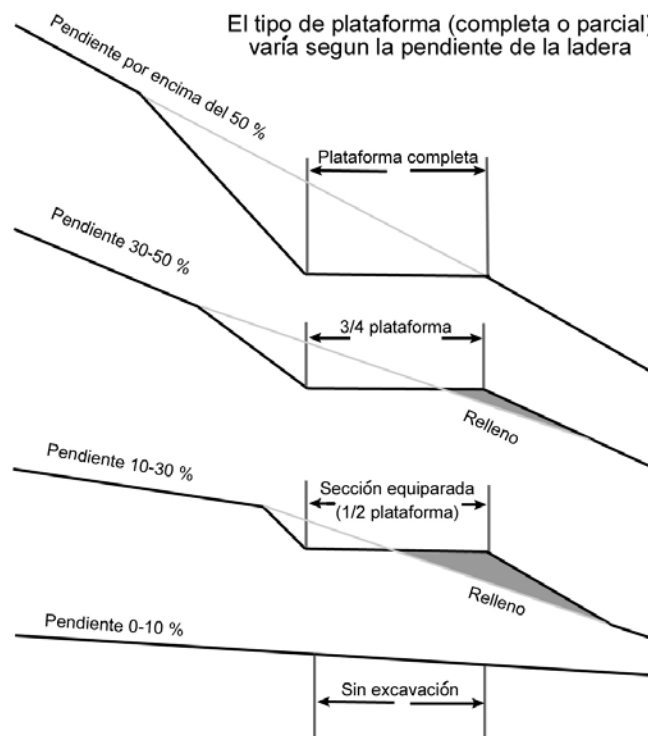 El tipo de plataforma (completa o parcial)
varía segun la pendiente de la ladera
Pendiente por encima del 50 %
Plataforma completa
Pendiente 30-50 %
3/4 plataforma
Relleno
Pendiente 10-30 %
Sección equiparada
(1/2 plataforma)
Relleno
Pendiente 0-10 %
Sin excavación